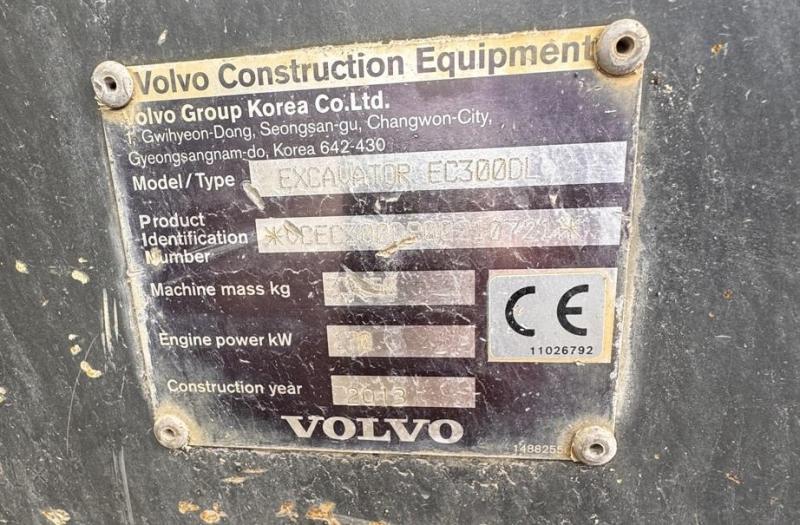 Volvo Construction Equipment
Volvo Group Korea Co.Ltd.
Gwihyeon-Dong, Seongsan-gu, Changwon-City,
Gyeongsangnam-do, Korea 642-430
Model/Type EXCAVATOR EC300DL
Product
Identification
Number
Machine mass kg
Engine power kW
CE
11026792
Construction year 2013
VOLVO